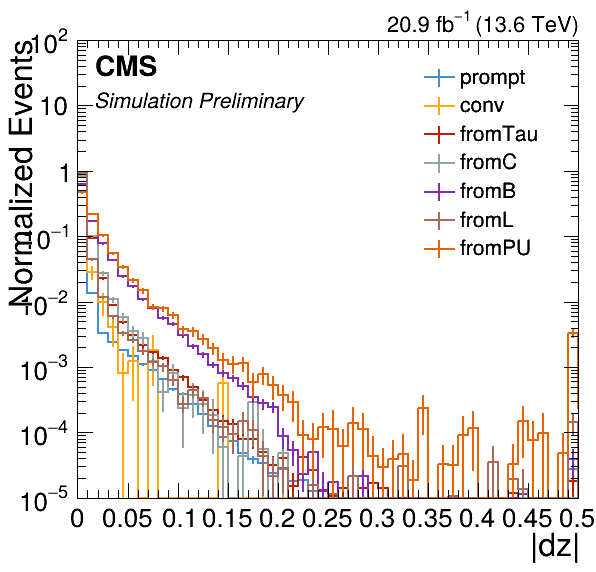 20.9 fb⁻¹ (13.6 TeV)
CMS
Simulation Preliminary
prompt
conv
fromTau
fromC
fromB
fromL
fromPU
Normalized Events
10²
10
1
10⁻¹
10⁻²
10⁻³
10⁻⁴
10⁻⁵
0 0.05 0.1 0.15 0.2 0.25 0.3 0.35 0.4 0.45 0.5
|dz|